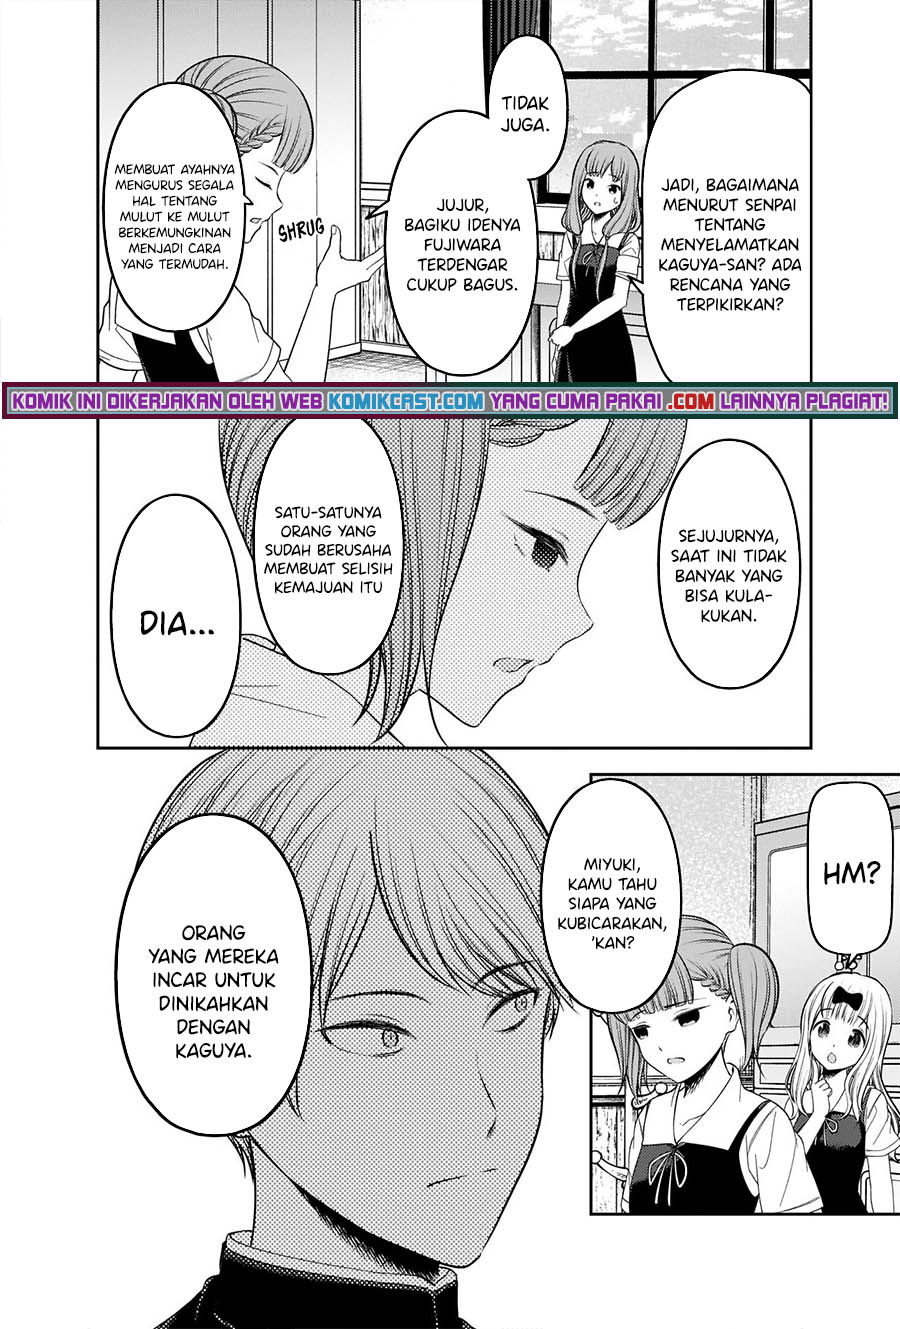 JADI, BAGAIMANA
MENURUT SENPAI
TENTANG
MENYELAMATKAN
KAGUYA-SAN? ADA
RENCANA YANG
TERPIKIRKAN?
TIDAK
JUGA.
JUJUR,
BAGIKU IDENYA
FUJIWARA
TERDENGAR
CUKUP BAGUS.
SHRUG
MEMBUAT AYAHNYA
MENGURUS SEGALA
HAL TENTANG
MULUT KE MULUT
BERKEMUNGKINAN
MENJADI CARA
YANG TERMUDAH.
KOMIK INI DIKERJAKAN OLEH WEB KOMIKCAST.COM YANG CUMA PAKAI .COM LAINNYA PLAGIAT!
SEJUJURNYA,
SAAT INI TIDAK
BANYAK YANG
BISA KULA-
KUKAN.
SATU-SATUNYA
ORANG YANG
SUDAH BERUSAHA
MEMBUAT SELISIH
KEMAJUAN ITU
DIA...
HM?
MIYUKI,
KAMU TAHU
SIAPA YANG
KUBICARAKAN,
'KAN?
ORANG
YANG MEREKA
INCAR UNTUK
DINIKAHKAN
DENGAN
KAGUYA.